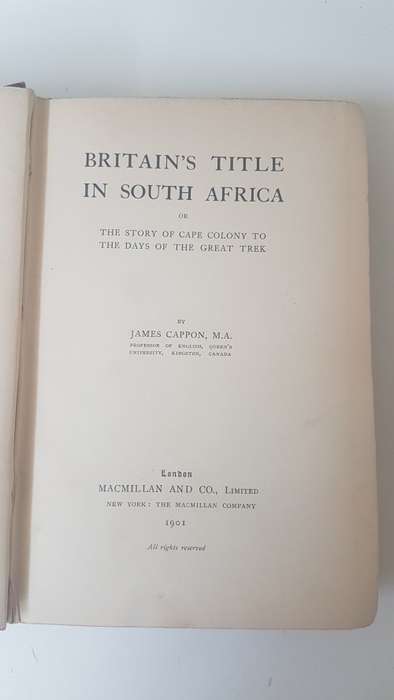 BRITAIN'S TITLE
IN SOUTH AFRICA
OR
THE STORY OF CAPE COLONY TO
THE DAYS OF THE GREAT TREK
BY
JAMES CAPPON, M.A.
PROFESSOR OF ENGLISH, QUEEN'S
UNIVERSITY, KINGSTON, CANADA
London
MACMILLAN AND CO., LIMITED
NEW YORK: THE MACMILLAN COMPANY
1901
All rights reserved